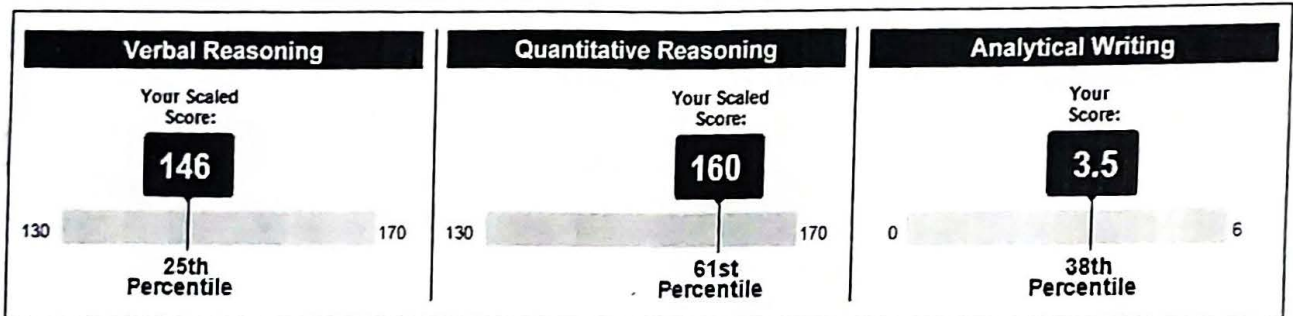 Verbal Reasoning
Your Scaled
Score:
146
130
170
25th
Percentile
Quantitative Reasoning
Your Scaled
Score:
160
130
170
61st
Percentile
Analytical Writing
Your
Score:
3.5
0
6
38th
Percentile